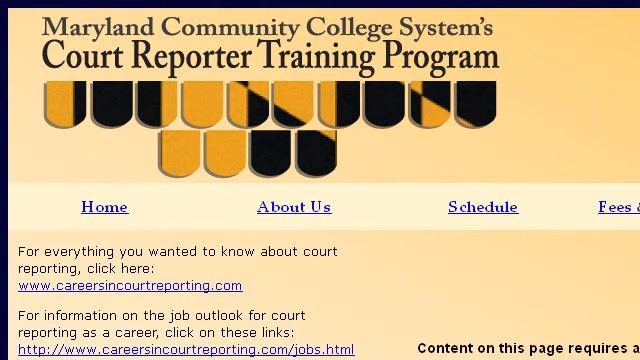 Maryland Community College System's
Court Reporter Training Program
Home About Us Schedule Fees &
For everything you wanted to know about court
reporting, click here:
www.careersincourtreporting.com
For information on the job outlook for court
reporting as a career, click on these links:
http://www.careersincourtreporting.com/jobs.html
Content on this page requires a